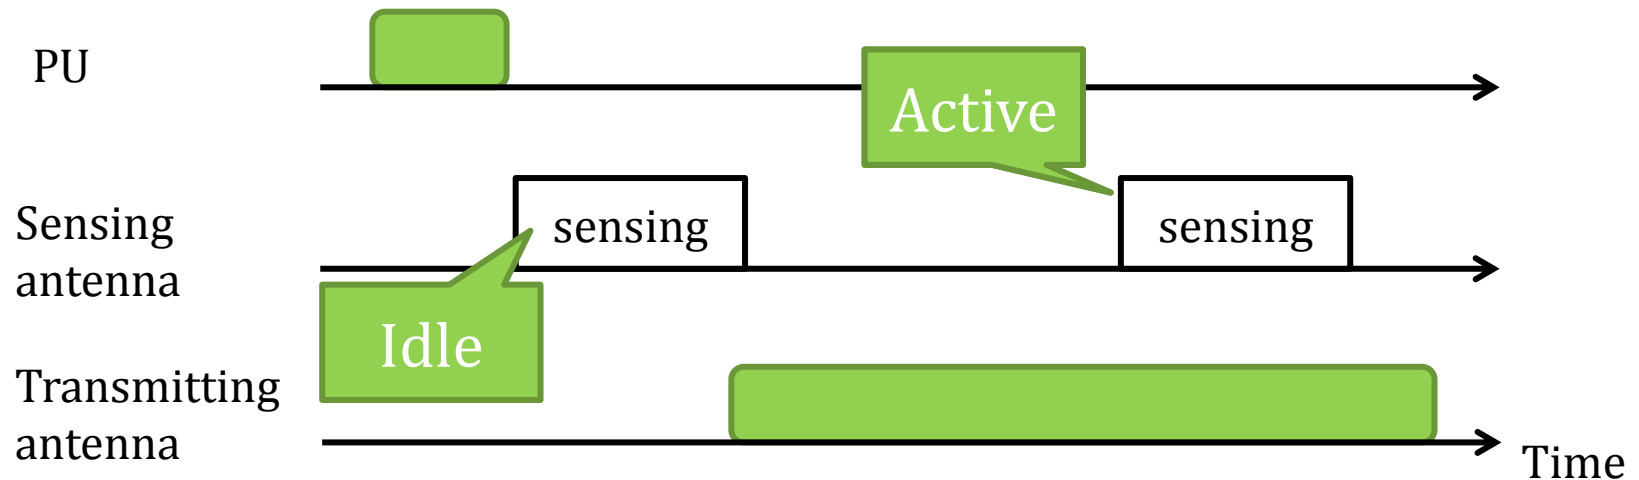 PU
Active
Sensing
antenna
sensing
sensing
Idle
Transmitting
antenna
Time